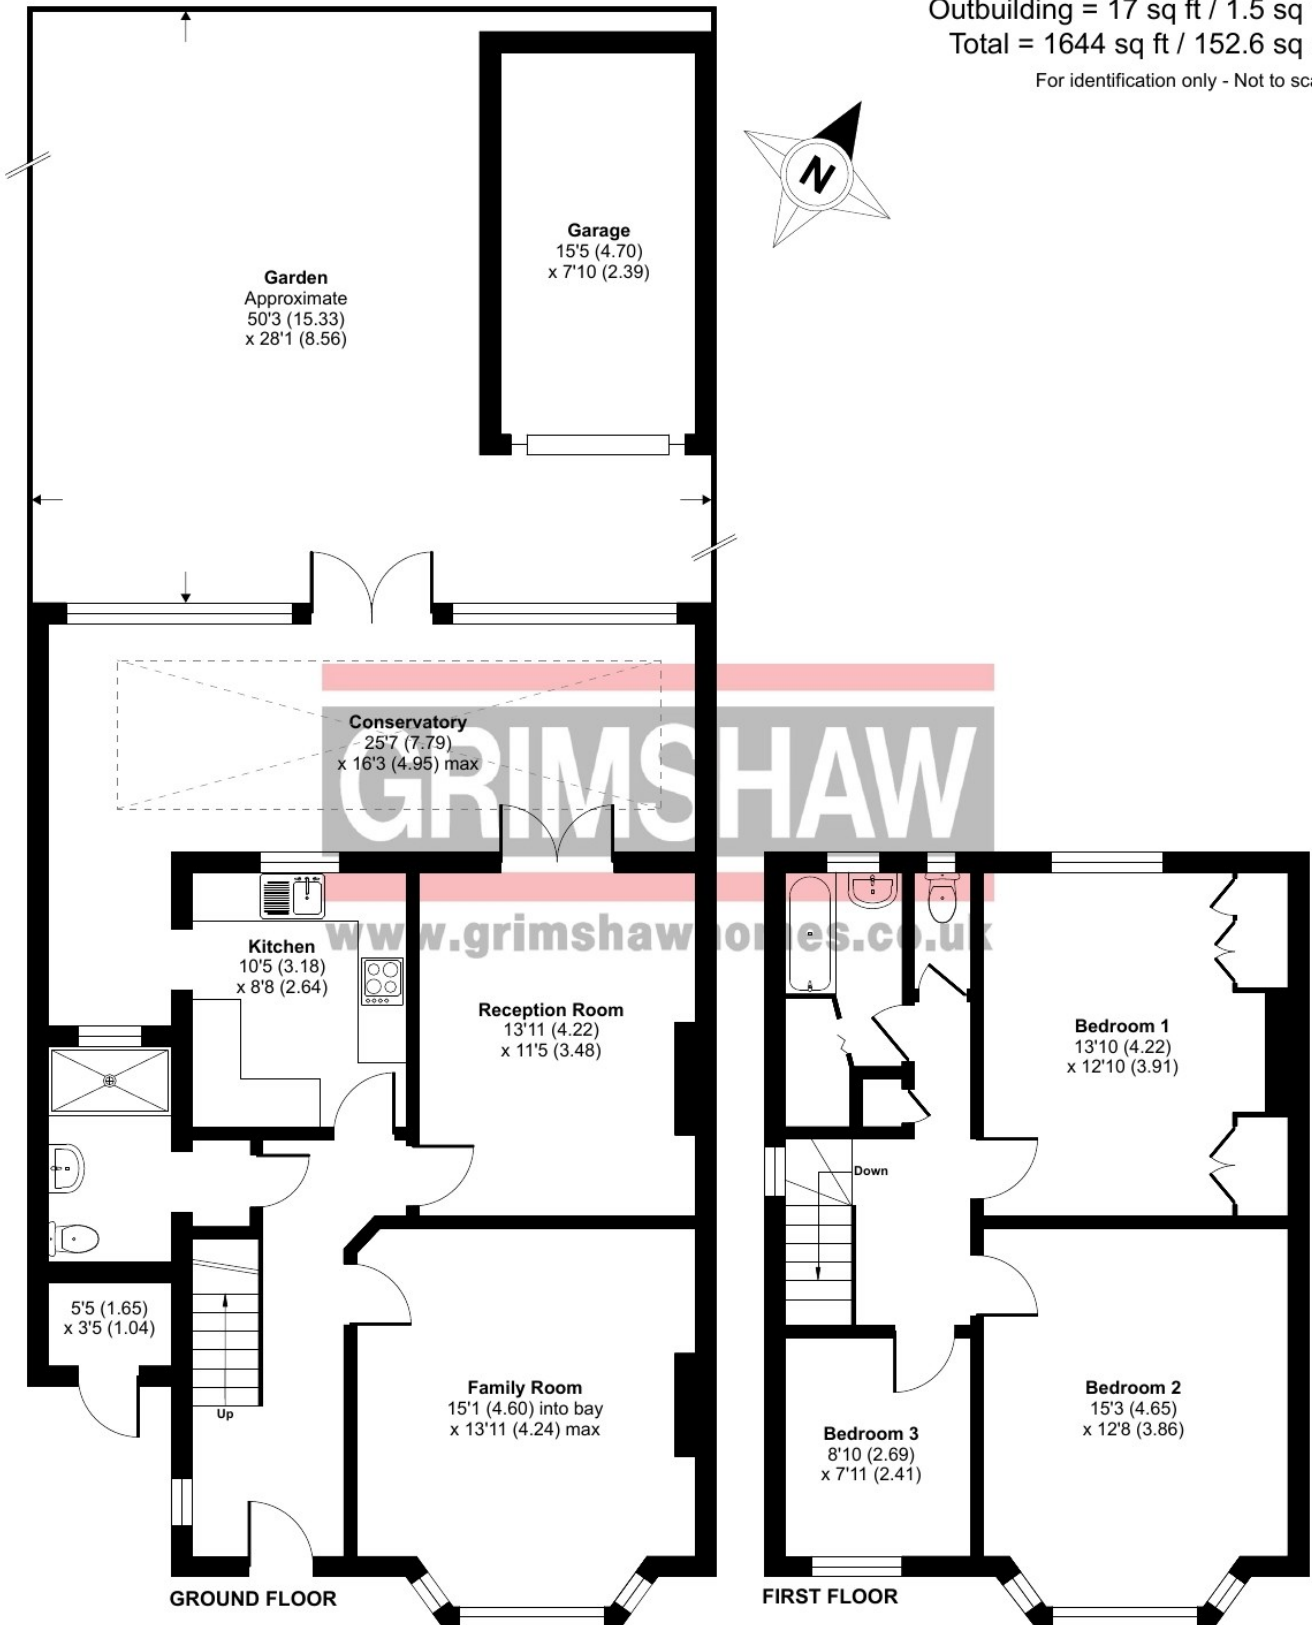 Outbuilding = 17 sq ft / 1.5 sq
Total = 1644 sq ft / 152.6 sq
For identification only - Not to sca
N
Garage
15'5 (4.70)
x 7'10 (2.39)
Garden
Approximate
50'3 (15.33)
x 28'1 (8.56)
Conservatory
25'7 (7.79)
x 16'3 (4.95) max
GRIMSHAW
www.grimshawhomes.co.uk
Kitchen
10'5 (3.18)
x 8'8 (2.64)
Reception Room
13'11 (4.22)
x 11'5 (3.48)
Bedroom 1
13'10 (4.22)
x 12'10 (3.91)
Down
5'5 (1.65)
x 3'5 (1.04)
Up
Family Room
15'1 (4.60) into bay
x 13'11 (4.24) max
Bedroom 2
15'3 (4.65)
x 12'8 (3.86)
Bedroom 3
8'10 (2.69)
x 7'11 (2.41)
GROUND FLOOR
FIRST FLOOR